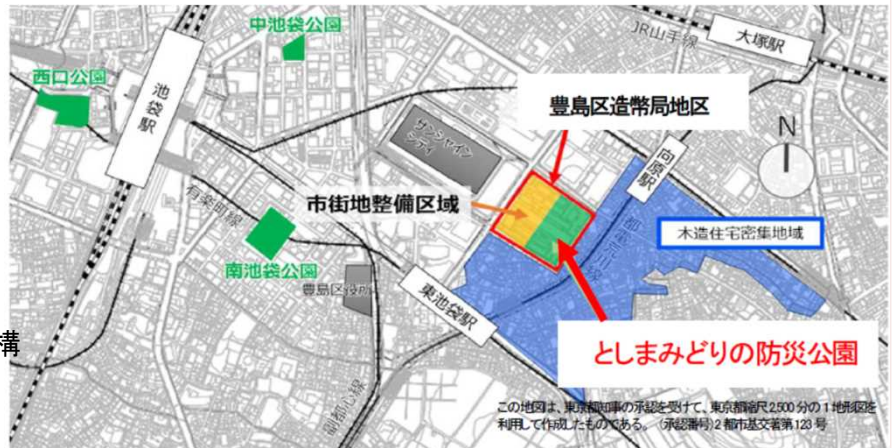 中池袋公園
JR山手線
大塚駅
西口公園
池袋駅
豊島区造幣局地区
サンシャイン
シティ
N
向原駅
市街地整備区域
有楽町線
都電荒川線
木造住宅密集地域
南池袋公園
豊島区役所
東池袋駅
構
としまみどりの防災公園
この地図は、東京都知事の承認を受けて、東京都縮尺2,500分の1地形図を
利用して作成したものである。(承認番号)2都市基交著第123号